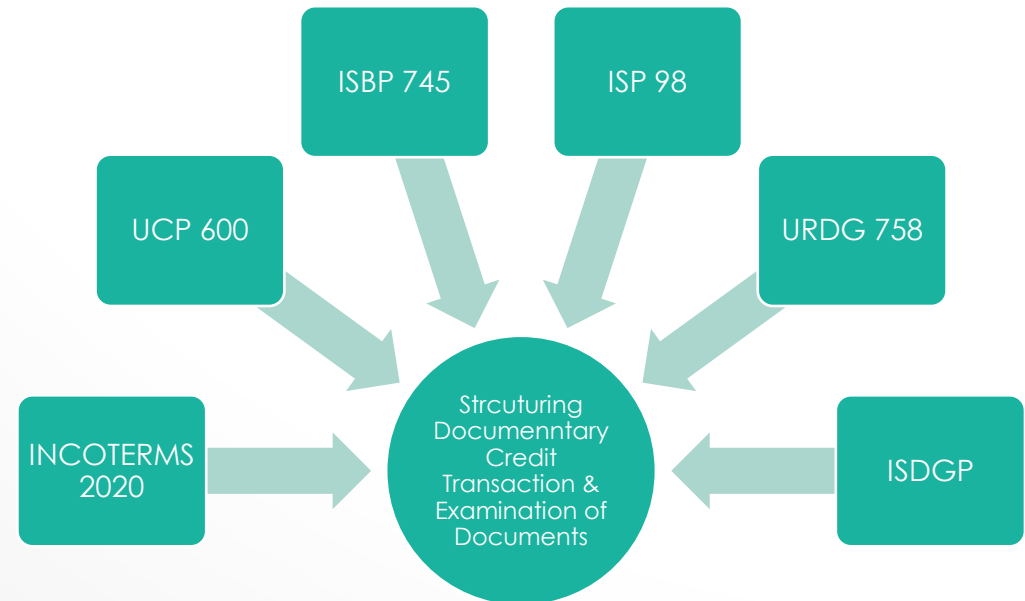 ISBP 745
ISP 98
UCP 600
URDG 758
INCOTERMS
2020
Strcuturing
Documenntary
Credit
Transaction &
Examination of
Documents
ISDGP